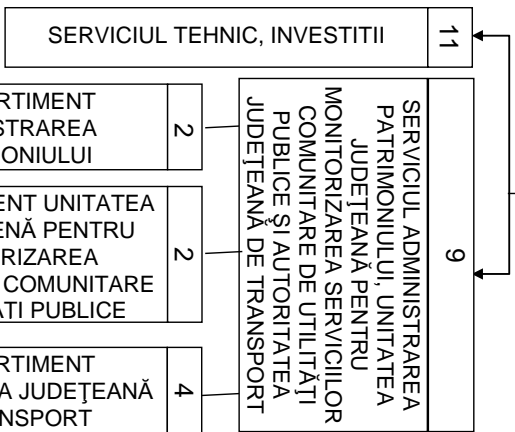 SERVICIUL TEHNIC, INVESTITII
11
SERVICIUL ADMINISTRAREA
PATRIMONIULUI, UNITATEA
JUDEŢEANĂ PENTRU
MONITORIZAREA SERVICIILOR
COMUNITARE DE UTILITĂŢI
PUBLICE ŞI AUTORITATEA
JUDEŢEANĂ DE TRANSPORT
9
RTIMENT
STRAREA
ONIULUI
2
ENT UNITATEA
ENĂ PENTRU
RIZAREA
COMUNITARE
ATI PUBLICE
2
RTIMENT
A JUDEŢEANĂ
ANSPORT
4